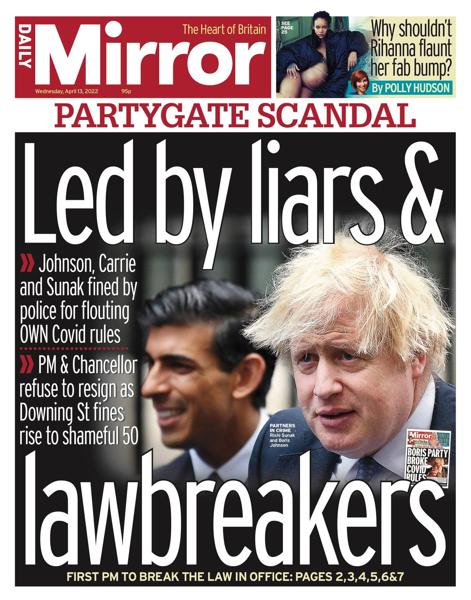 DAILY
Mirror
The Heart of Britain
Wednesday, April 13, 2022
95p
SEE
PAGE
Why shouldn't
Rihanna flaunt
her fab bump?
By POLLY HUDSON
PARTYGATE SCANDAL
Led by liars &
» Johnson, Carrie
and Sunak fined by
police for flouting
OWN Covid rules
» PM & Chancellor
refuse to resign as
Downing St fines
rise to shameful 50
PARTNERS
IN CRIME
Rishi Sunak
and Boris
Johnson
Mirror
BORIS PARTY
BROKE
COVID
RULES
lawbreakers
FIRST PM TO BREAK THE LAW IN OFFICE: PAGES 2,3,4,5,6&7